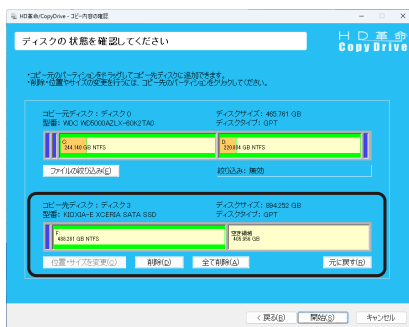 HD革命/CopyDrive - コピー内容の確認
ディスクの状態を確認してください
HD革命
CopyDrive
・コピー元のパーティションをドラッグしてコピー先ディスクに追加できます。
・削除・位置やサイズの変更を行うには、コピー先のパーティションをクリックしてください。
コピー元ディスク：ディスク 0
ディスクサイズ：465.761 GB
型番：WDC WD5000AZLX-60K2TA0
ディスクタイプ：GPT
C:
244.140 GB NTFS
D:
NTFS
ファイルの絞り込み(F)
絞り込み：無効
コピー先ディスク：ディスク 3
ディスクサイズ：894.252 GB
型番：KIOXIA-E XCERIA SATA SSD
ディスクタイプ：GPT
F:
488.281 GB NTFS
空き領域
GB
位置・サイズを変更(C)
削除(D)
全て削除(A)
元に戻す(R)
< 戻る(B)
開始(S)
キャンセル